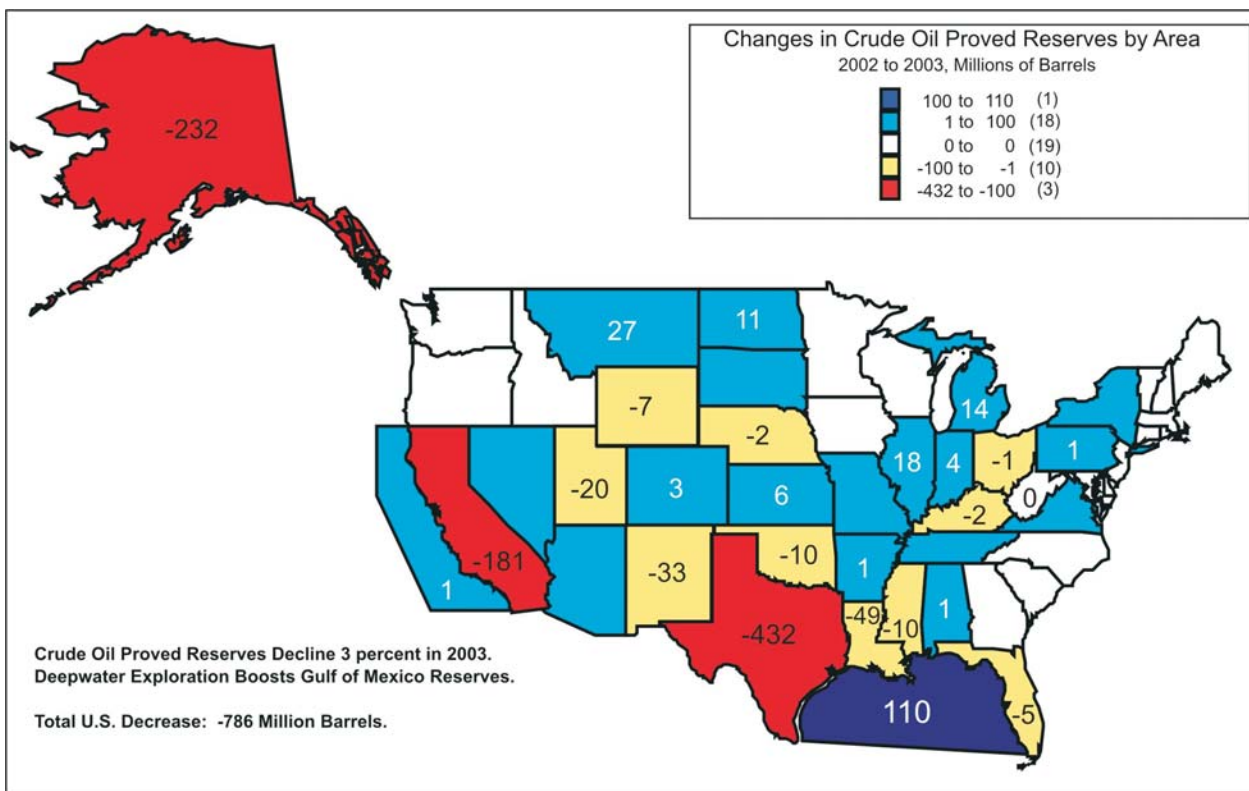 Changes in Crude Oil Proved Reserves by Area
2002 to 2003, Millions of Barrels
100 to 110 (1)
1 to 100 (18)
0 to 0 (19)
-100 to -1 (10)
-432 to -100 (3)
-232
27
11
-7
-2
14
18
4
-1
1
-20
3
6
0
-2
-181
1
-33
-10
1
-432
-49
-10
1
110
-5
Crude Oil Proved Reserves Decline 3 percent in 2003.
Deepwater Exploration Boosts Gulf of Mexico Reserves.
Total U.S. Decrease: -786 Million Barrels.